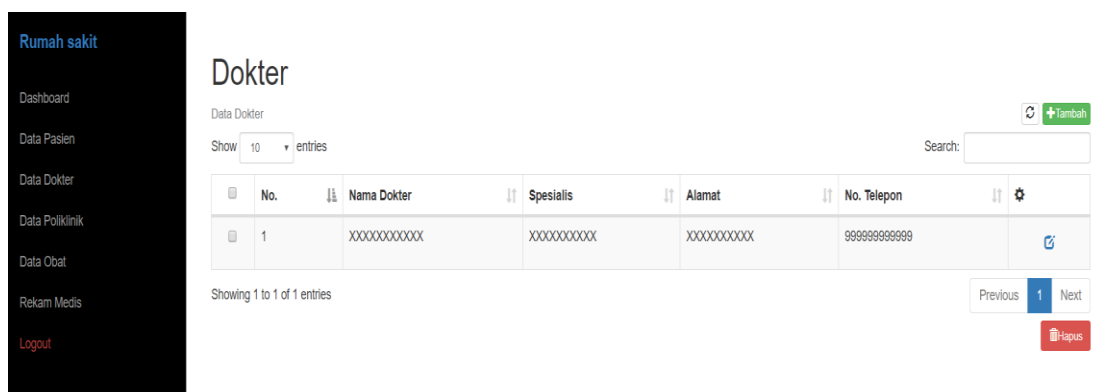 Rumah sakit
Dashboard
Data Pasien
Data Dokter
Data Poliklinik
Data Obat
Rekam Medis
Logout
Dokter
Data Dokter
Tambah
Show 10 entries
Search:
No. Nama Dokter Spesialis Alamat No. Telepon
1 XXXXXXXXXXX XXXXXXXXXX XXXXXXXXXX 999999999999
Showing 1 to 1 of 1 entries
Previous 1 Next
Hapus